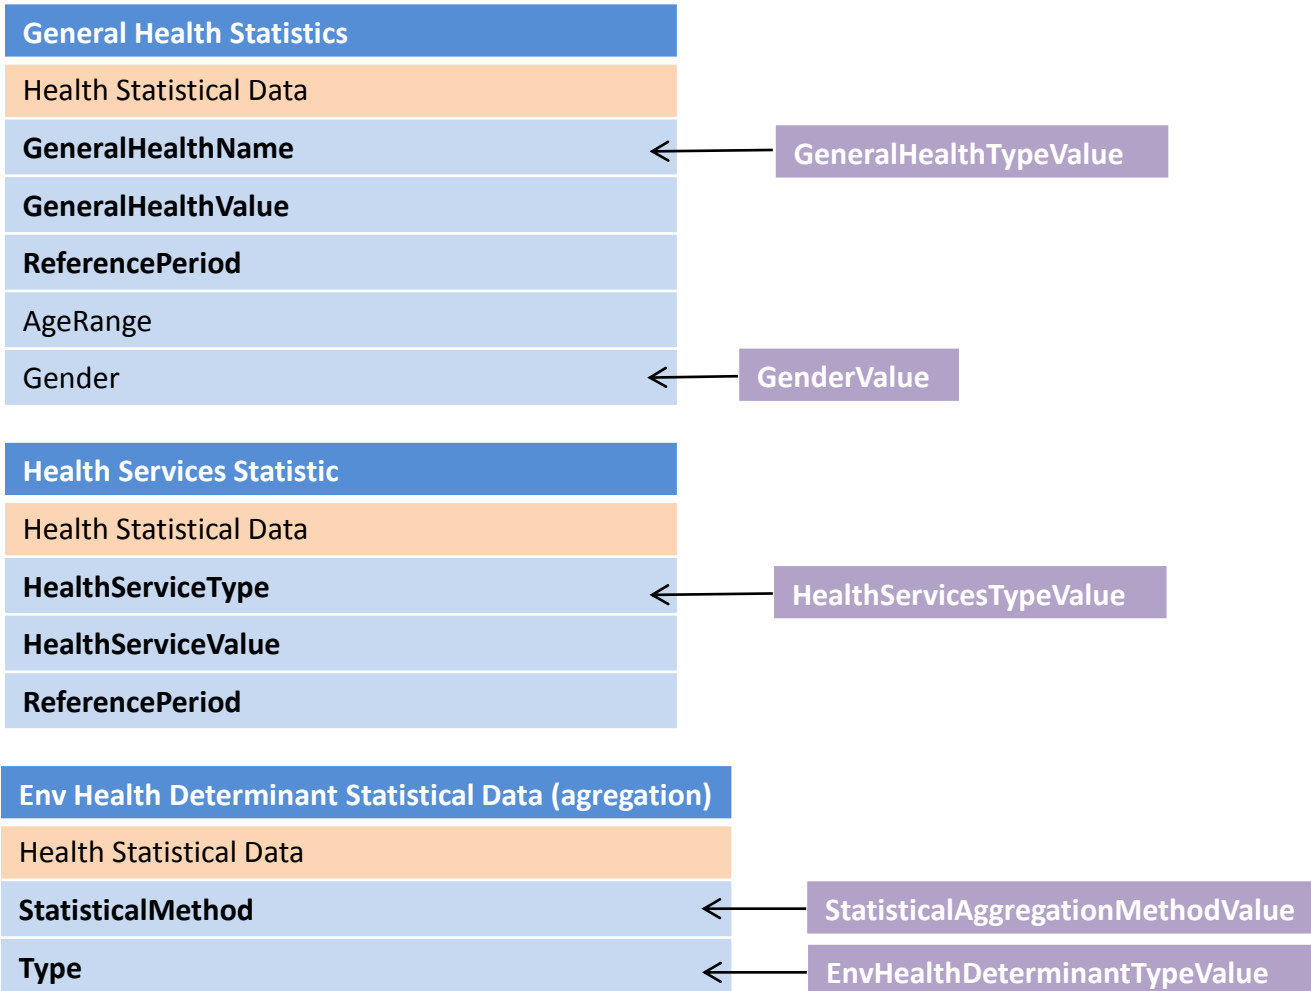 General Health Statistics
Health Statistical Data
GeneralHealthName
GeneralHealthTypeValue
GeneralHealthValue
ReferencePeriod
AgeRange
Gender
GenderValue
Health Services Statistic
Health Statistical Data
HealthServiceType
HealthServicesTypeValue
HealthServiceValue
ReferencePeriod
Env Health Determinant Statistical Data (agregation)
Health Statistical Data
StatisticalMethod
StatisticalAggregationMethodValue
Type
EnvHealthDeterminantTypeValue